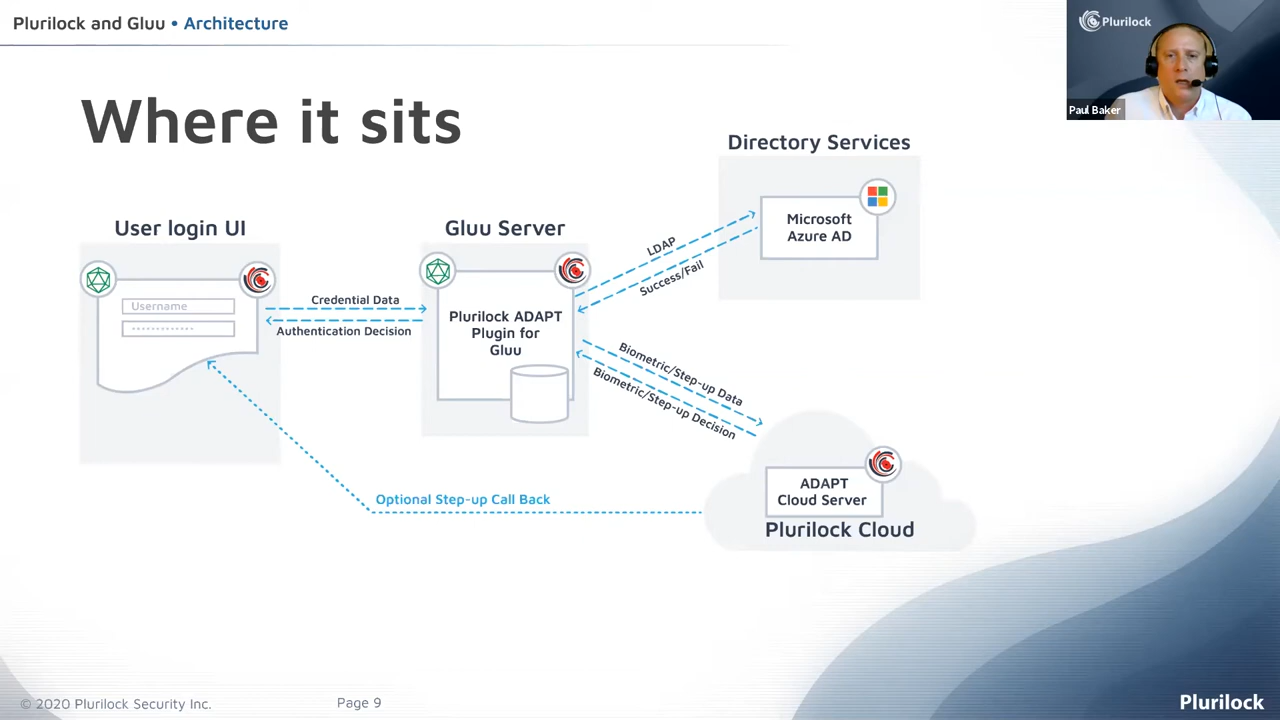 Plurilock and Gluu • Architecture
Plurilock
Paul Baker
Where it sits
Directory Services
Microsoft
Azure AD
User login UI
Gluu Server
LDAP
Success/Fail
Username
Credential Data
Authentication Decision
Plurilock ADAPT
Plugin for
Gluu
Biometric/Step-up Data
Biometric/Step-up Decision
ADAPT
Cloud Server
Plurilock Cloud
Optional Step-up Call Back
© 2020 Plurilock Security Inc.
Page 9
Plurilock